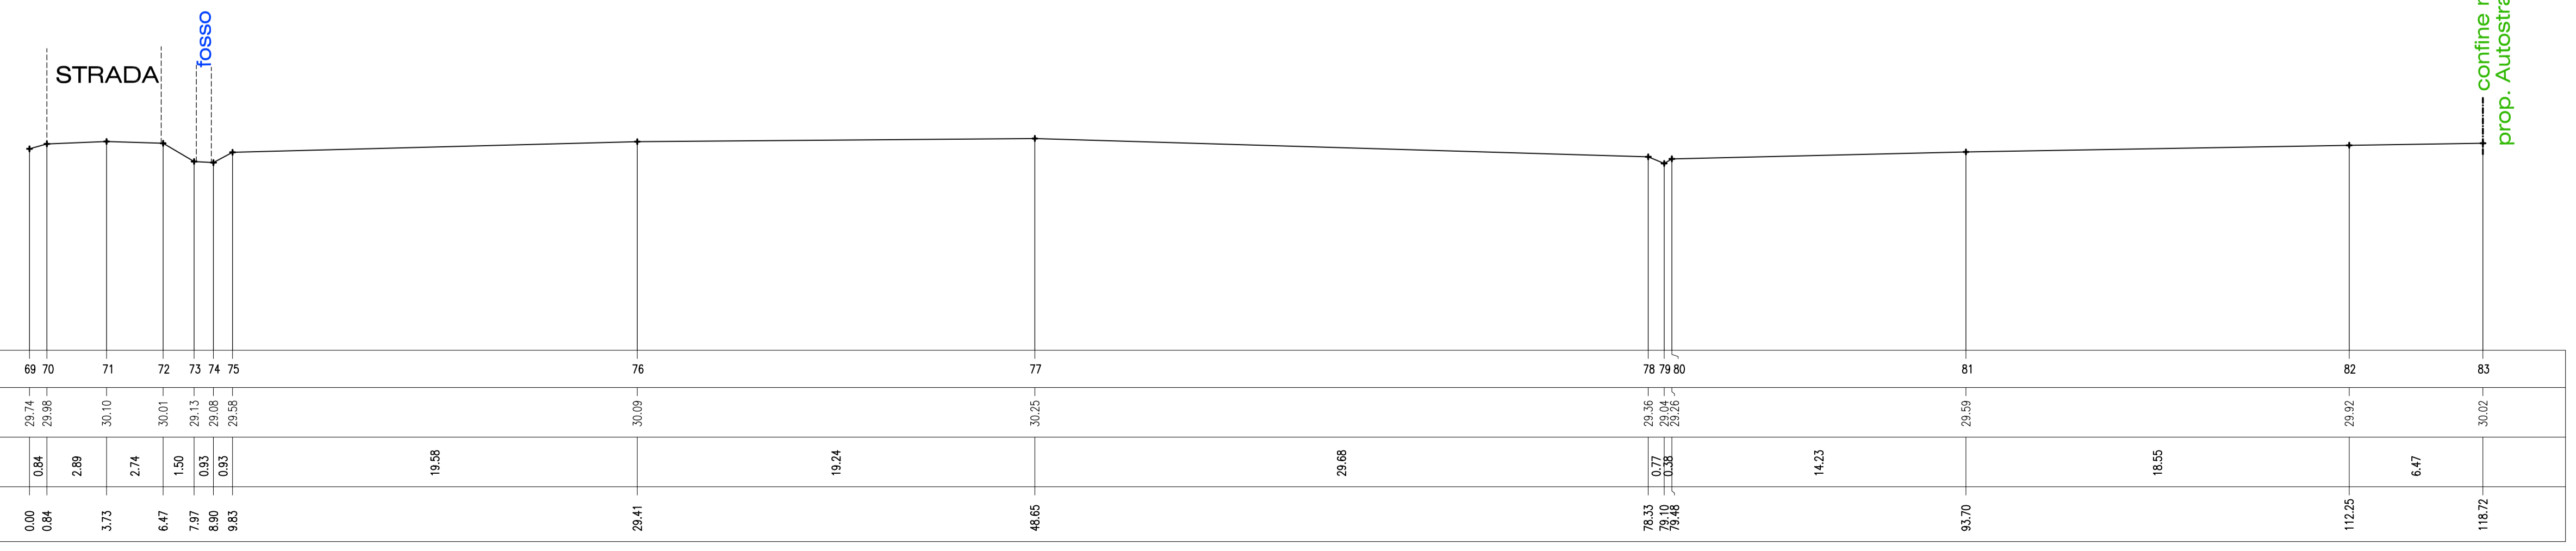 STRADA
fosso
confine
prop.
69 70 71 72 73 74 75 76 77 78 79 80 81 82 83
29.74 29.98 30.10 30.01 29.13 29.08 29.58 30.09 30.25 29.36 29.04 29.26 29.59 29.92 30.02
0.84 2.89 2.74 1.50 0.93 0.93 19.58 19.24 29.68 0.77 0.38 14.23 18.55 6.47
0.00 0.84 3.73 6.47 7.97 8.90 9.83 29.41 48.65 78.33 79.10 79.48 93.70 112.25 118.72